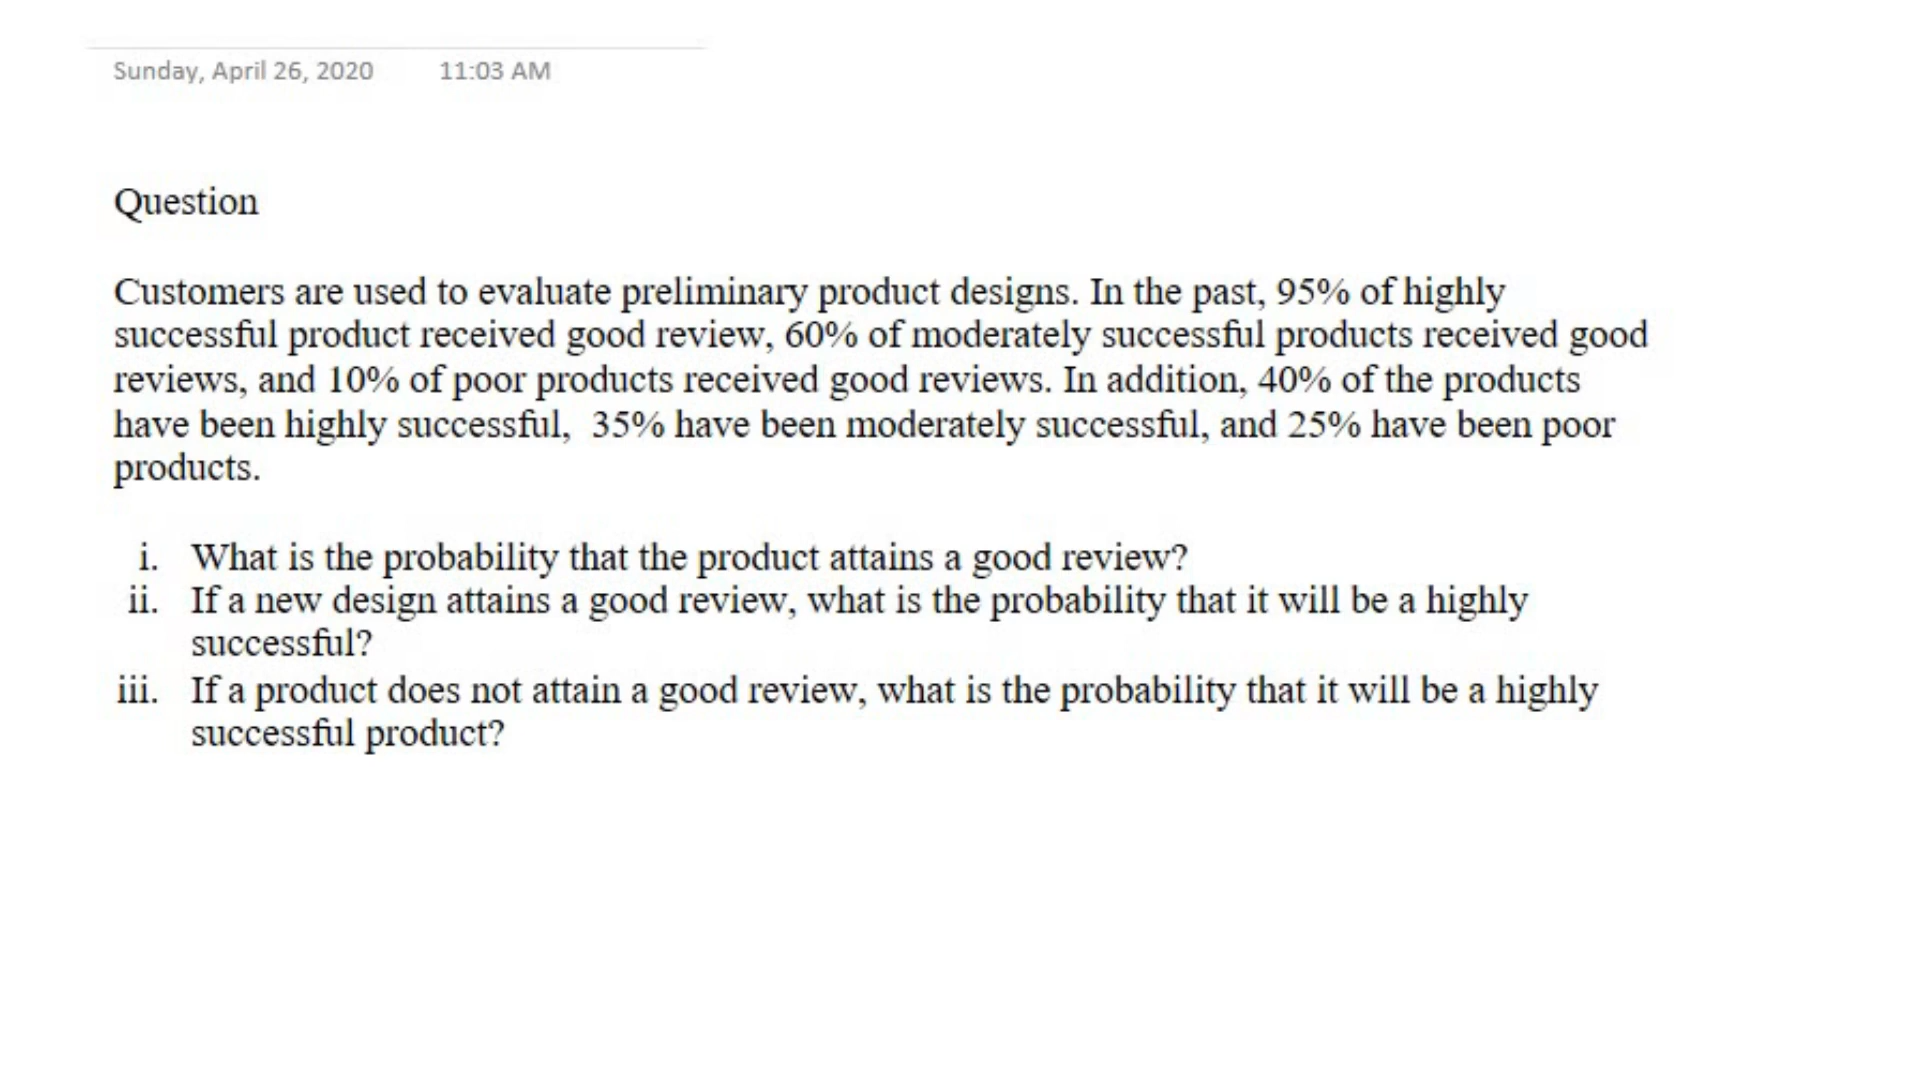 Sunday, April 26, 2020 11:03 AM
Question
Customers are used to evaluate preliminary product designs. In the past, 95% of highly
successful product received good review, 60% of moderately successful products received good
reviews, and 10% of poor products received good reviews. In addition, 40% of the products
have been highly successful, 35% have been moderately successful, and 25% have been poor
products.
i. What is the probability that the product attains a good review?
ii. If a new design attains a good review, what is the probability that it will be a highly
successful?
iii. If a product does not attain a good review, what is the probability that it will be a highly
successful product?